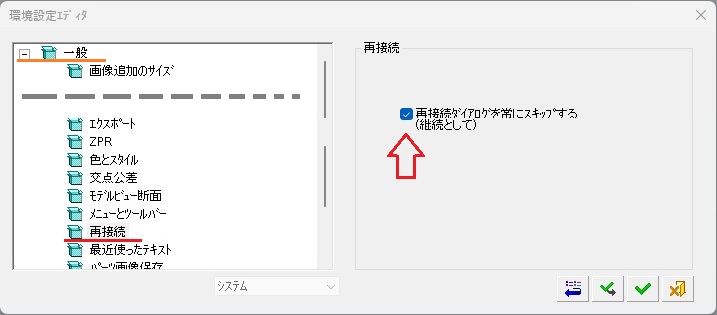 環境設定ｴﾃﾞｨﾀ
一般
画像追加のｻｲｽﾞ
ｴｸｽﾎﾟｰﾄ
ZPR
色とｽﾀｲﾙ
交点公差
ﾓﾃﾞﾙﾋﾞｭｰ断面
ﾒﾆｭｰとﾂｰﾙﾊﾞｰ
再接続
最近使ったﾃｷｽﾄ
ﾊﾟｰﾂ画像保存
再接続
再接続ﾀﾞｲｱﾛｸﾞを常にｽｷｯﾌﾟする
(継続として)
ｼｽﾃﾑ